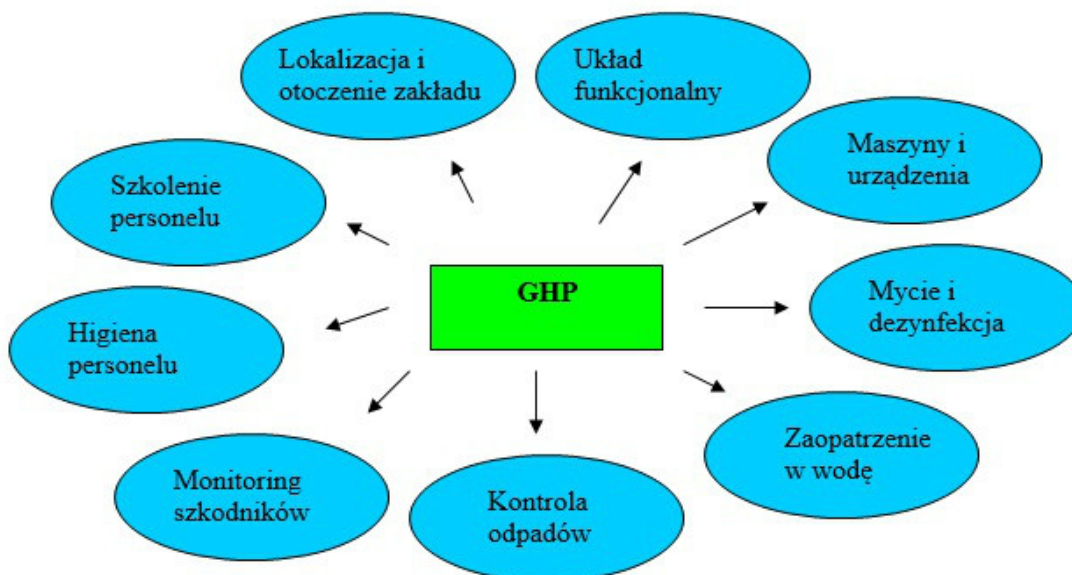 Lokalizacja i
otoczenie zakładu
Układ
funkcjonalny
Maszyny i
urządzenia
Szkolenie
personelu
GHP
Mycie i
dezynfekcja
Higiena
personelu
Zaopatrzenie
w wodę
Monitoring
szkodników
Kontrola
odpadów